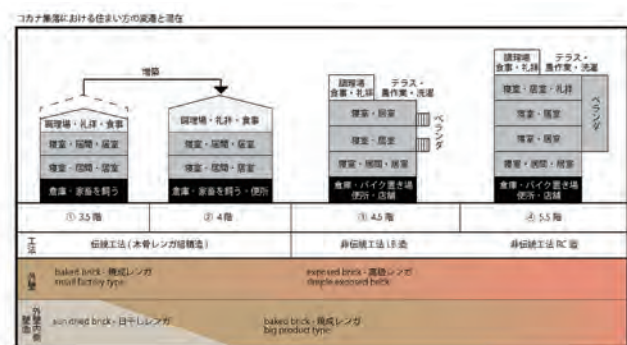 コカナ集落における住まい方の変遷と現在
増築
調理場・礼拝・食事
寝室・居間・居室
寝室・居間・居室
倉庫・家畜を飼う
調理場・礼拝・食事
寝室・居間・居室
寝室・居間・居室
倉庫・家畜を飼う・便所
調理場
食事・礼拝
テラス・
農作業・洗濯
寝室・居室
寝室・居室
寝室・居間・居室
ベランダ
倉庫・バイク置き場
便所・店舗
調理場
食事・礼拝
テラス・
農作業・洗濯
寝室・居室・礼拝
寝室・居室
寝室・居室
寝室・居間・居室
ベランダ
倉庫・バイク置き場
便所・店舗
① 3.5 階
② 4 階
③ 4.5 階
④ 5.5 階
工法
伝統工法(木骨レンガ組構造)
非伝統工法 LB 造
非伝統工法 RC 造
外壁
baked brick - 焼成レンガ
small factory type
exposed brick - 高級レンガ
simple exposed brick
外壁内側
壁造
sun dried brick - 日干しレンガ
baked brick - 焼成レンガ
big product type